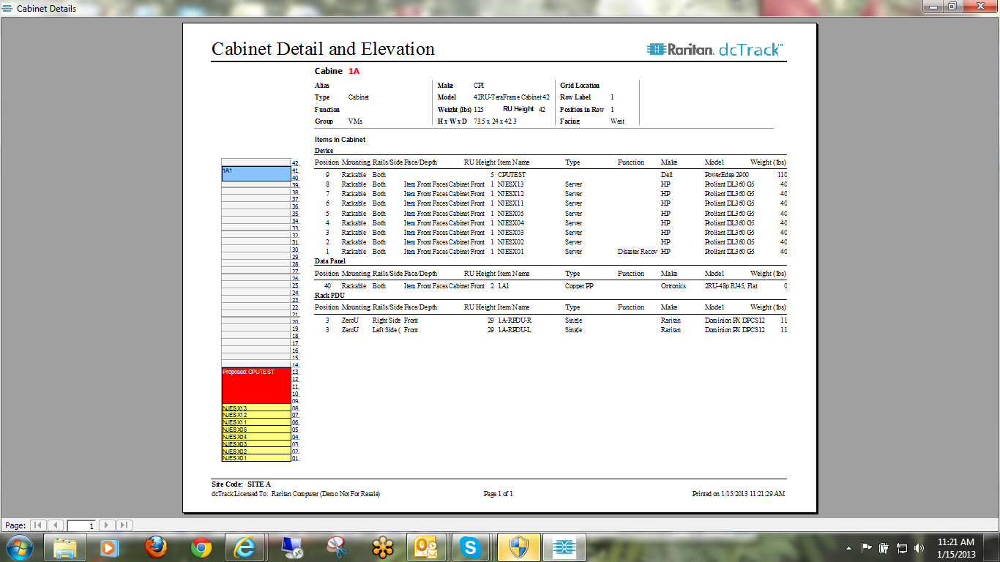 Cabinet Details
Cabinet Detail and Elevation
Raritan. dcTrack™
Cabine 1A
Alias Make CPI Grid Location
Type Cabinet Model 42RU-TeraFrame Cabinet 42 Row Label 1
Function Weight (lbs) 125 RU Height 42 Position in Row 1
Group VMs H x W x D 73.5 x 24 x 42.3 Facing West
Items in Cabinet
Device
Position Mounting Rails/Side Face/Depth RU Height Item Name Type Function Make Model Weight (lbs)
9 Rackable Both 5 CPUTEST Dell PowerEdge 2900 110
8 Rackable Both Item Front Faces Cabinet Front 1 NJESX13 Server HP Proliant DL360 G5 40
7 Rackable Both Item Front Faces Cabinet Front 1 NJESX12 Server HP Proliant DL360 G5 40
6 Rackable Both Item Front Faces Cabinet Front 1 NJESX11 Server HP Proliant DL360 G5 40
5 Rackable Both Item Front Faces Cabinet Front 1 NJESX05 Server HP Proliant DL360 G5 40
4 Rackable Both Item Front Faces Cabinet Front 1 NJESX04 Server HP Proliant DL360 G5 40
3 Rackable Both Item Front Faces Cabinet Front 1 NJESX03 Server HP Proliant DL360 G5 40
2 Rackable Both Item Front Faces Cabinet Front 1 NJESX02 Server HP Proliant DL360 G5 40
1 Rackable Both Item Front Faces Cabinet Front 1 NJESX01 Server Disaster Recov HP Proliant DL360 G5 40
Data Panel
Position Mounting Rails/Side Face/Depth RU Height Item Name Type Function Make Model Weight (lbs)
40 Rackable Both Item Front Faces Cabinet Front 2 1A1 Copper PP Ortronics 2RU-48p RJ45, Flat 0
Rack PDU
Position Mounting Rails/Side Face/Depth RU Height Item Name Type Function Make Model Weight (lbs)
3 ZeroU Right Side Front 29 1A-RPDU-R Single Raritan Dominion PX DPCS12 11
3 ZeroU Left Side ( Front 29 1A-RPDU-L Single Raritan Dominion PX DPCS12 11
42
1A1 41
40
39
38
37
36
35
34
33
32
31
30
29
28
27
26
25
24
23
22
21
20
19
18
17
16
15
14
Proposed: CPUTEST 13
12
11
10
09
NJESX13 08
NJESX12 07
NJESX11 06
NJESX05 05
NJESX04 04
NJESX03 03
NJESX02 02
NJESX01 01
Site Code: SITE A
dcTrack Licensed To: Raritan Computer (Demo Not For Resale) Page 1 of 1 Printed on 1/15/2013 11:21:29 AM
Page: 1
11:21 AM
1/15/2013